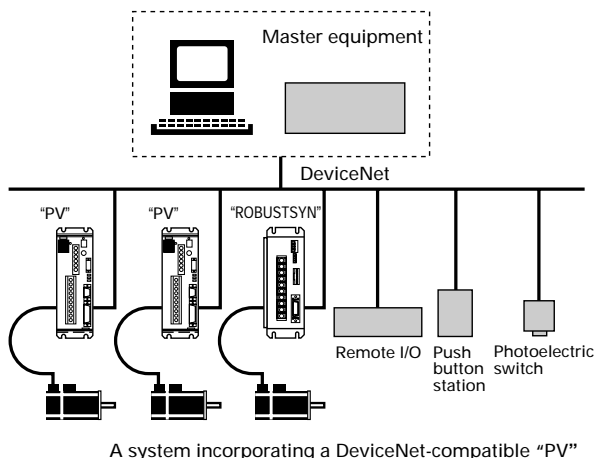 Master equipment
DeviceNet
“PV”
“PV”
“ROBUSTSYN”
Remote I/O
Push
button
station
Photoelectric
switch
A system incorporating a DeviceNet-compatible “PV”